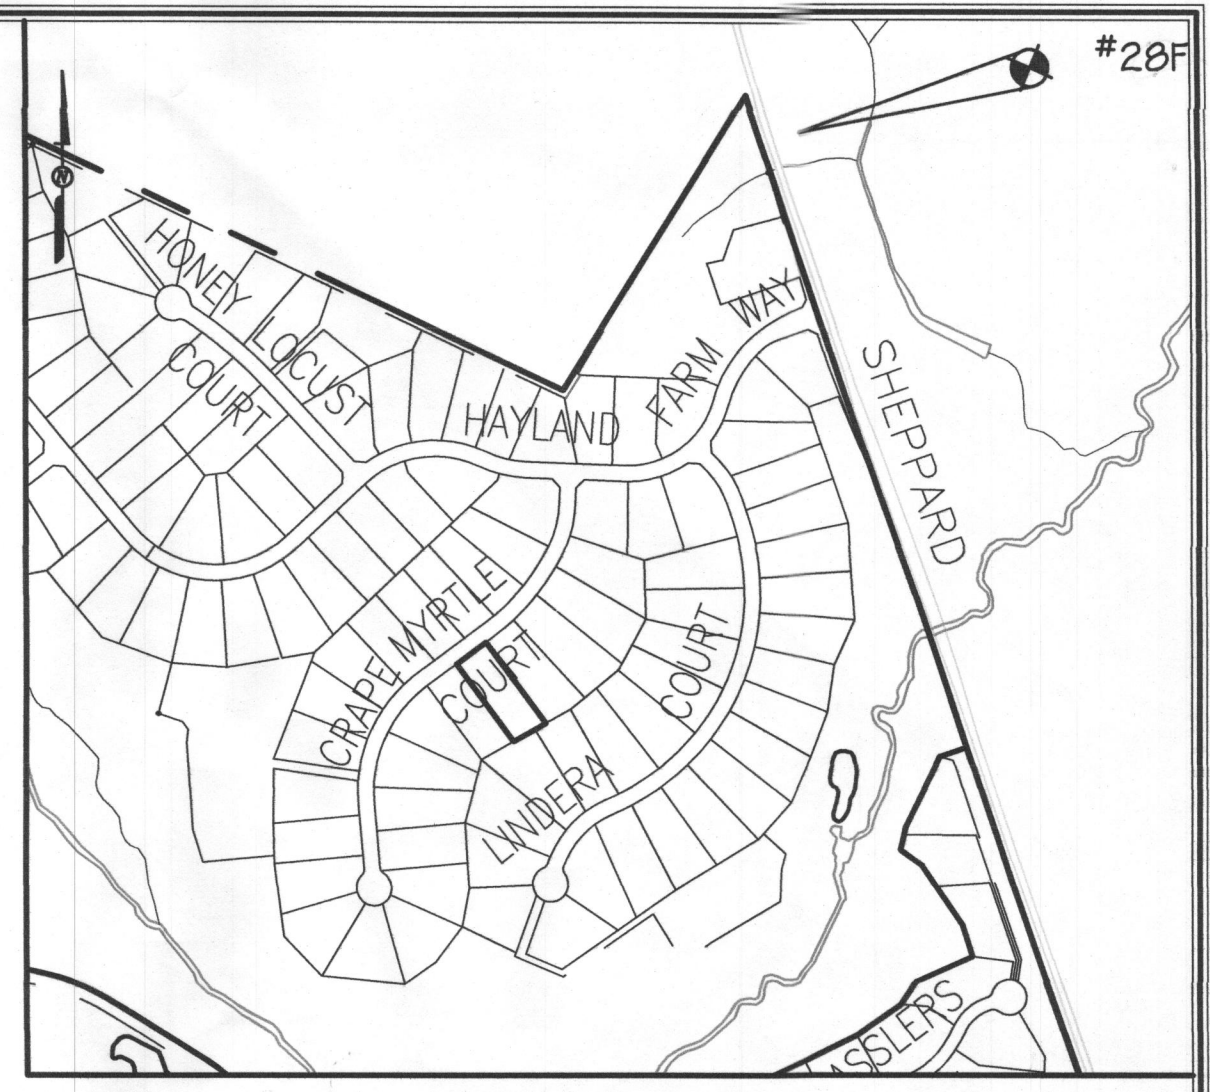 #28F
N
HONEY LOCUST
COURT
HAYLAND FARM WAY
SHEPPARD
CRAPE MYRTLE
COURT
LINDERA COURT
ASSLERS